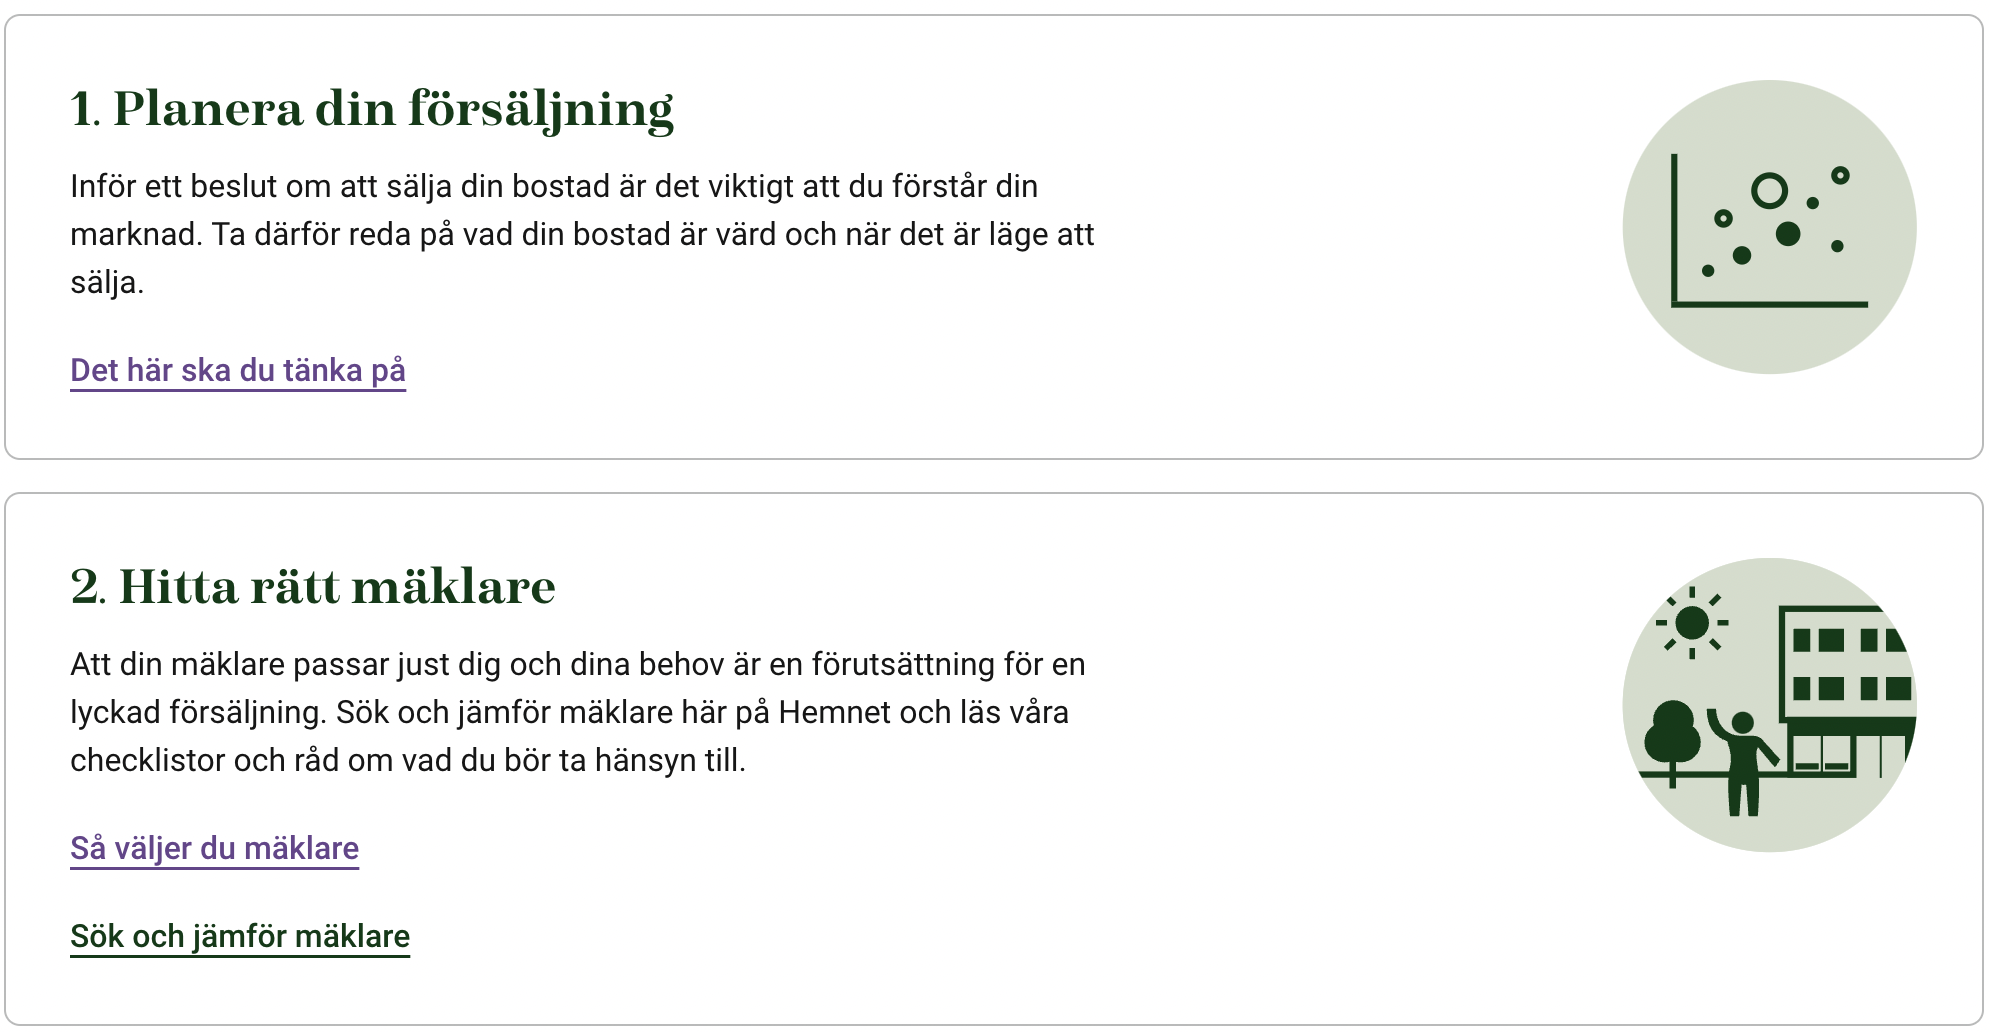 1. Planera din försäljning
Inför ett beslut om att sälja din bostad är det viktigt att du förstår din
marknad. Ta därför reda på vad din bostad är värd och när det är läge att
sälja.
Det här ska du tänka på
2. Hitta rätt mäklare
Att din mäklare passar just dig och dina behov är en förutsättning för en
lyckad försäljning. Sök och jämför mäklare här på Hemnet och läs våra
checklistor och råd om vad du bör ta hänsyn till.
Så väljer du mäklare
Sök och jämför mäklare